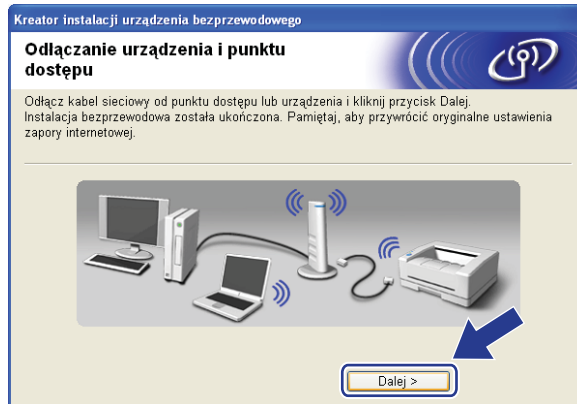 Kreator instalacji urządzenia bezprzewodowego
Odłączanie urządzenia i punktu
dostępu
Odłącz kabel sieciowy od punktu dostępu lub urządzenia i kliknij przycisk Dalej.
Instalacja bezprzewodowa została ukończona. Pamiętaj, aby przywrócić oryginalne ustawienia
zapory internetowej.
Dalej >